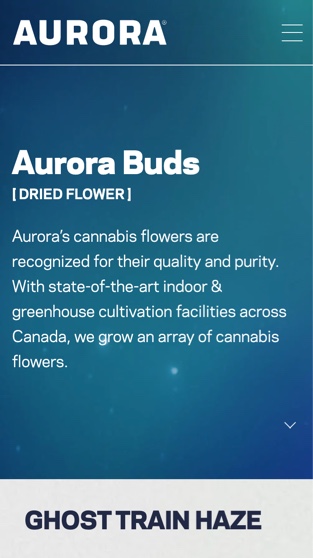 AURORA®
Aurora Buds
[ DRIED FLOWER ]
Aurora’s cannabis flowers are
recognized for their quality and purity.
With state-of-the-art indoor &
greenhouse cultivation facilities across
Canada, we grow an array of cannabis
flowers.
GHOST TRAIN HAZE